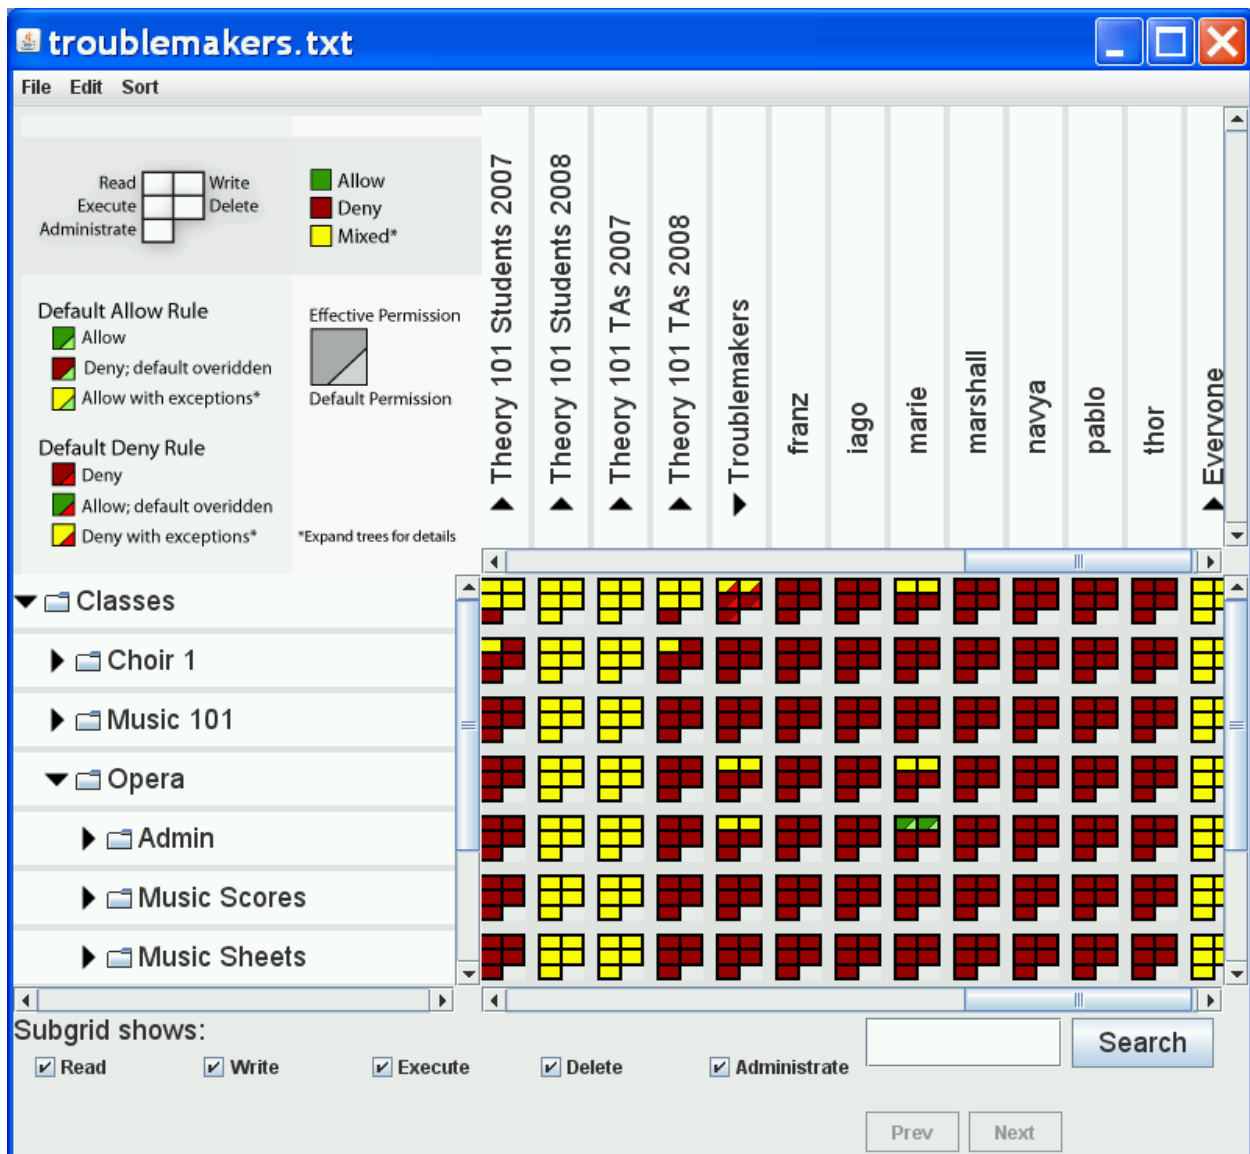 troublemakers.txt
File Edit Sort
Read Write
Execute Delete
Administrate
Allow
Deny
Mixed*
Default Allow Rule
Allow
Deny; default overidden
Allow with exceptions*
Default Deny Rule
Deny
Allow; default overidden
Deny with exceptions*
Effective Permission
Default Permission
*Expand trees for details
Theory 101 Students 2007
Theory 101 Students 2008
Theory 101 TAs 2007
Theory 101 TAs 2008
Troublemakers
franz
iago
marie
marshall
navya
pablo
thor
Everyone
Classes
Choir 1
Music 101
Opera
Admin
Music Scores
Music Sheets
Subgrid shows:
Read Write Execute Delete Administrate
Search
Prev Next